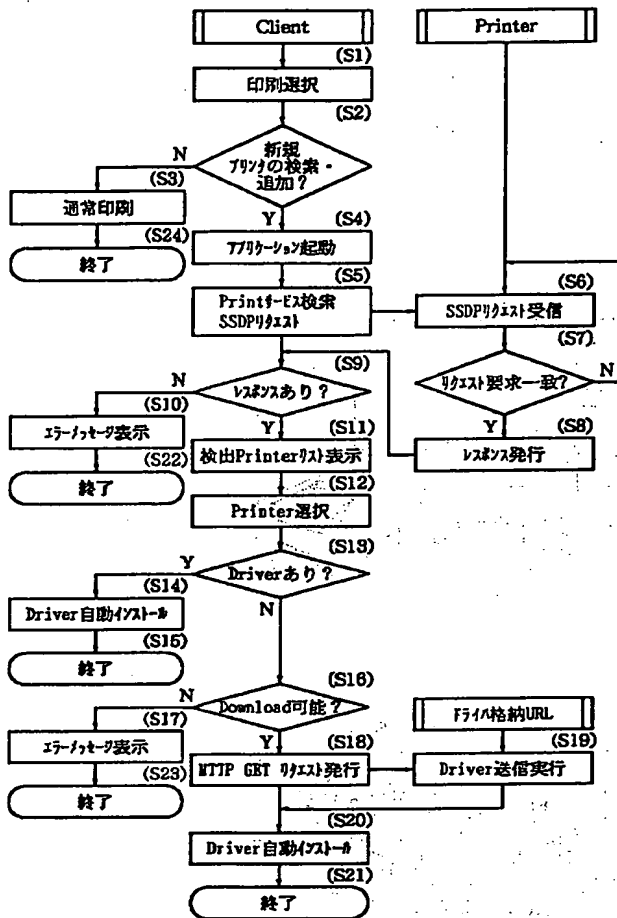 Client
Printer
(S1)
印刷選択
(S2)
新規
プリンタの検索・
追加?
N
Y
(S3)
通常印刷
(S24)
終了
(S4)
アプリケーション起動
(S5)
Printサービス検索
SSDPリクエスト
(S6)
SSDPリクエスト受信
(S7)
リクエスト要求一致?
N
Y
(S8)
レスポンス発行
(S9)
レスポンスあり?
N
Y
(S10)
エラーメッセージ表示
(S22)
終了
(S11)
検出Printerリスト表示
(S12)
Printer選択
(S13)
Driverあり?
Y
N
(S14)
Driver自動インストール
(S15)
終了
(S16)
Download可能?
N
Y
(S17)
エラーメッセージ表示
(S23)
終了
(S18)
MTTP GET リクエスト発行
ドライバ格納URL
(S19)
Driver送信実行
(S20)
Driver自動インストール
(S21)
終了